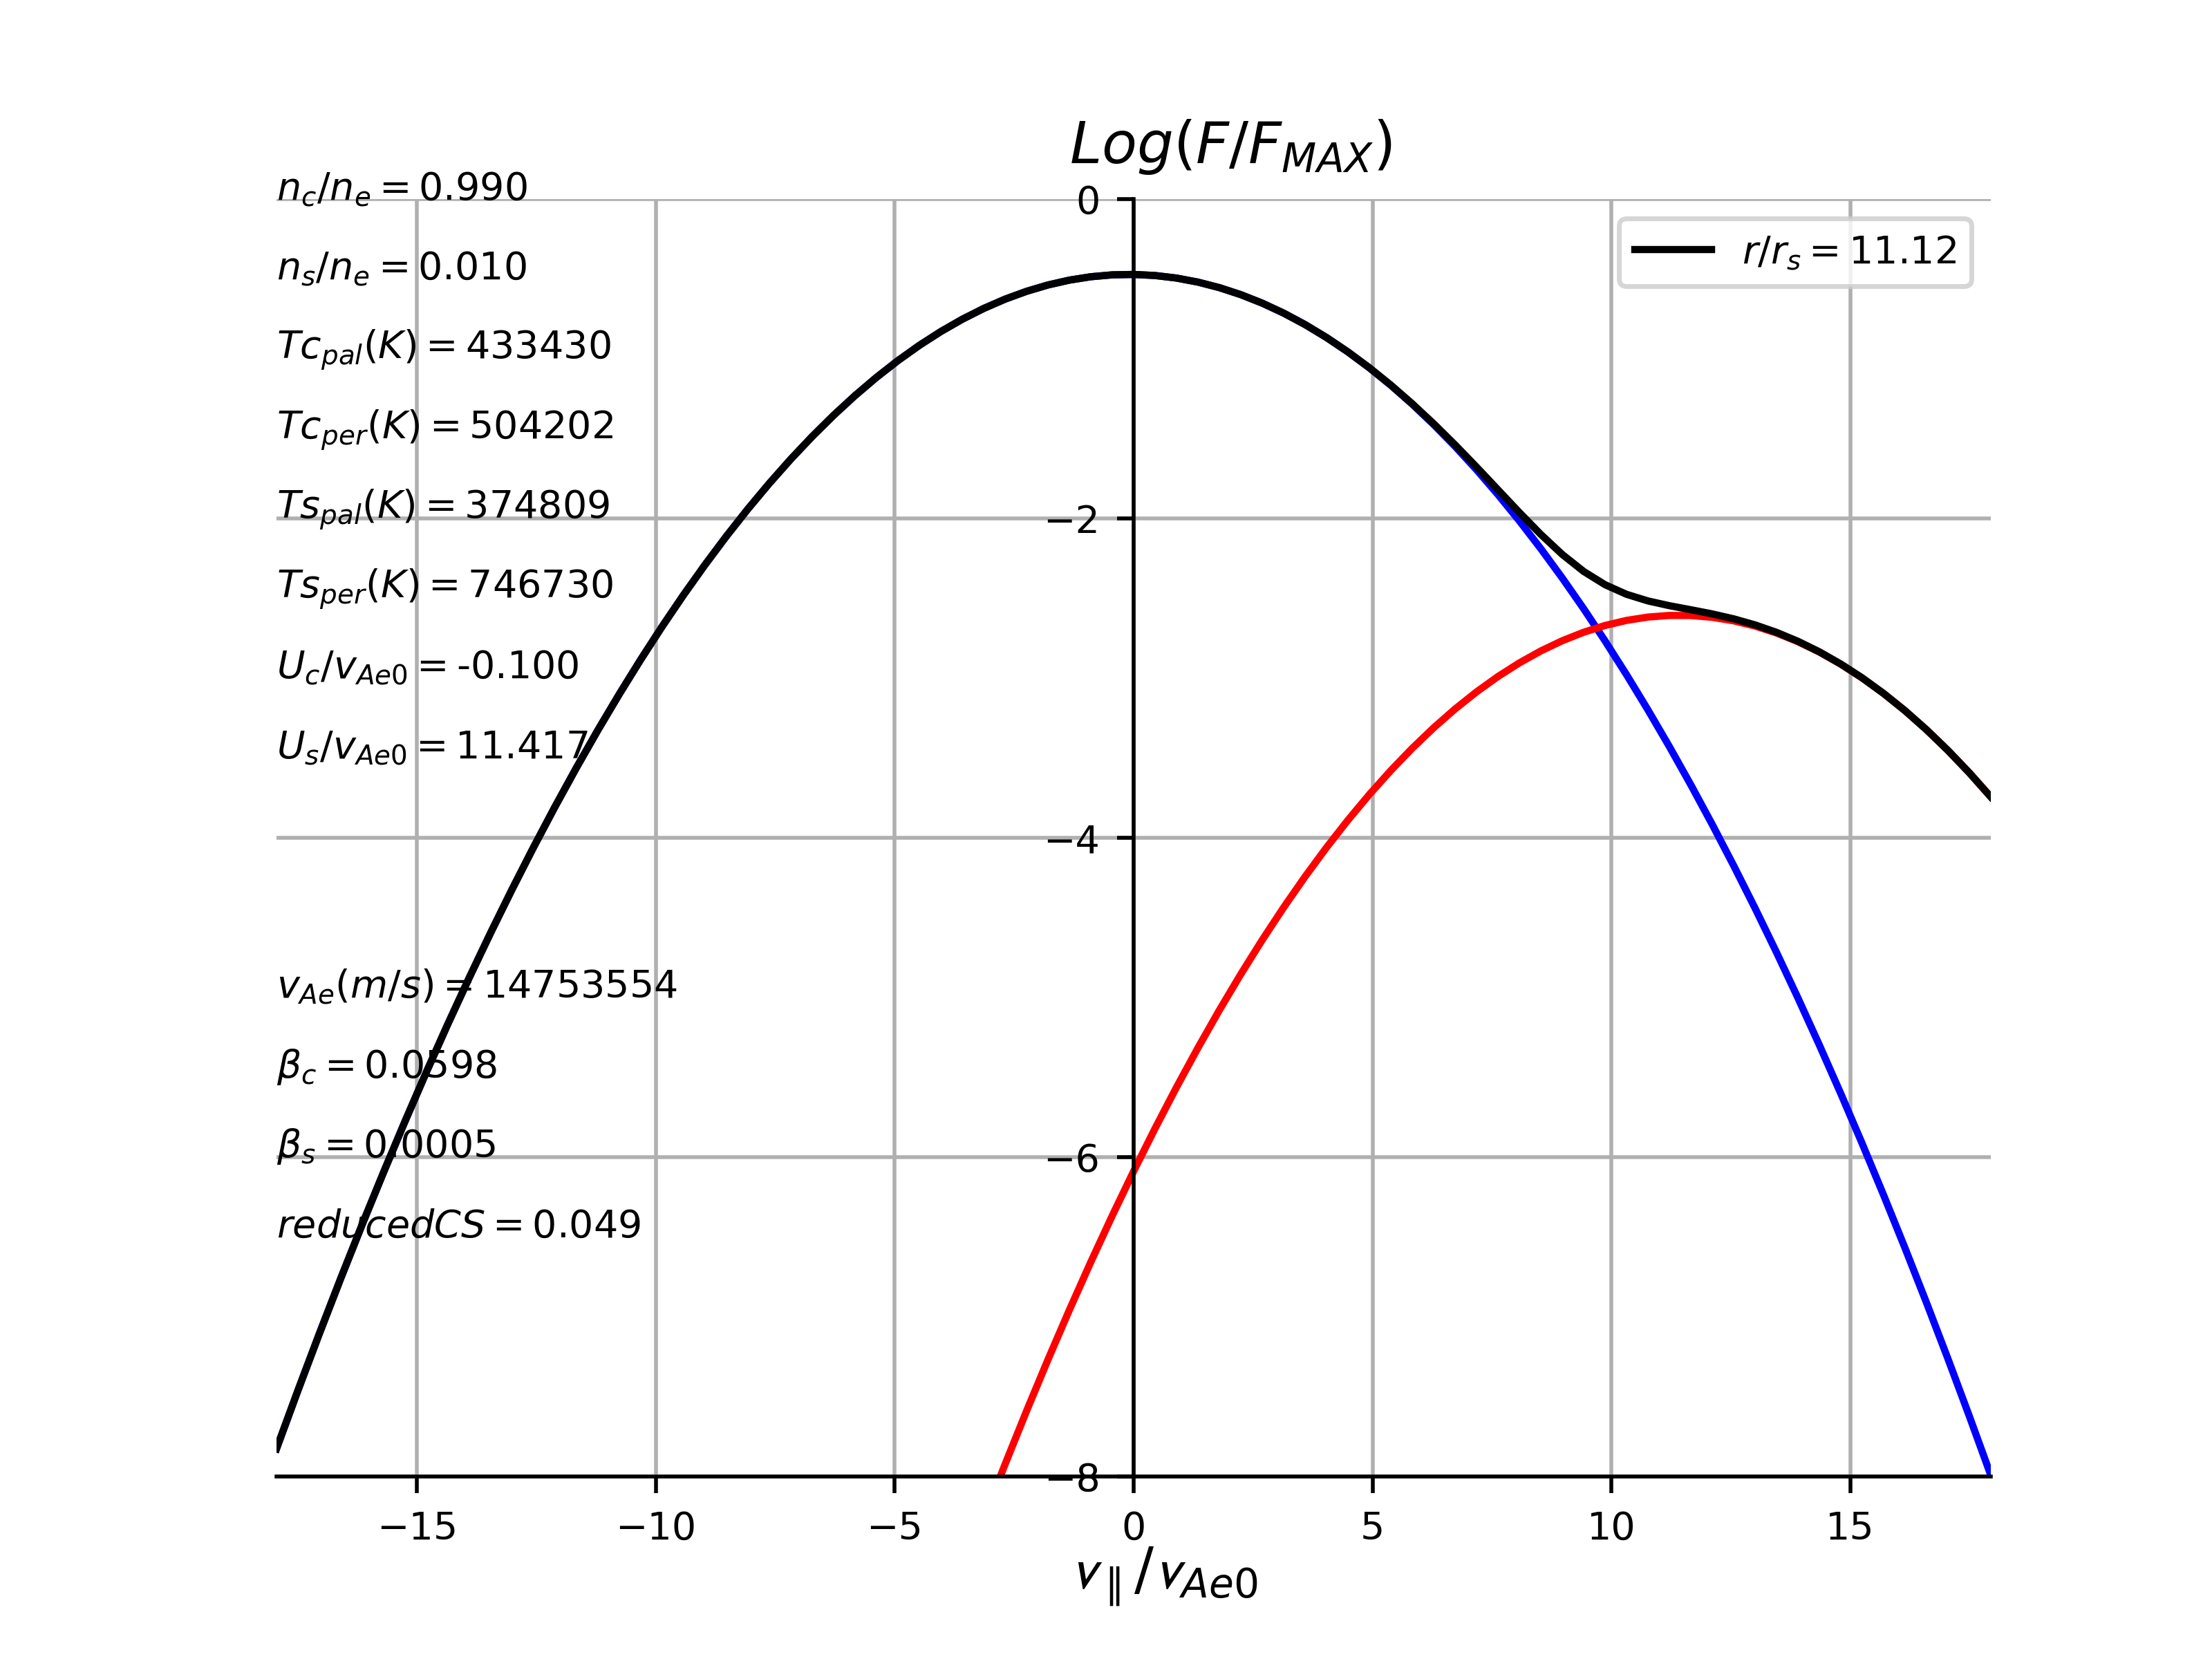 Log(F/F_MAX)
n_c/n_e = 0.990
n_s/n_e = 0.010
Tc_pal(K) = 433430
Tc_per(K) = 504202
Ts_pal(K) = 374809
Ts_per(K) = 746730
U_c/v_Ae0 = -0.100
U_s/v_Ae0 = 11.417
v_Ae(m/s) = 14753554
β_c = 0.0598
β_s = 0.0005
reducedCS = 0.049
r/r_s = 11.12
0
−2
−4
−6
−8
−15 −10 −5 0 5 10 15
v_∥/v_Ae0